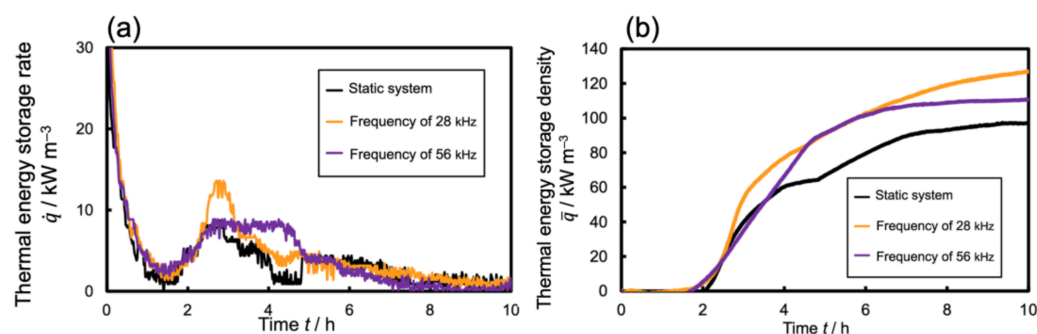 (a)
Thermal energy storage rate
q̇ / kW m⁻³
30
20
10
0
Static system
Frequency of 28 kHz
Frequency of 56 kHz
0 2 4 6 8 10
Time t / h
(b)
Thermal energy storage density
q̅ / kW m⁻³
140
120
100
80
60
40
20
0
Static system
Frequency of 28 kHz
Frequency of 56 kHz
0 2 4 6 8 10
Time t / h